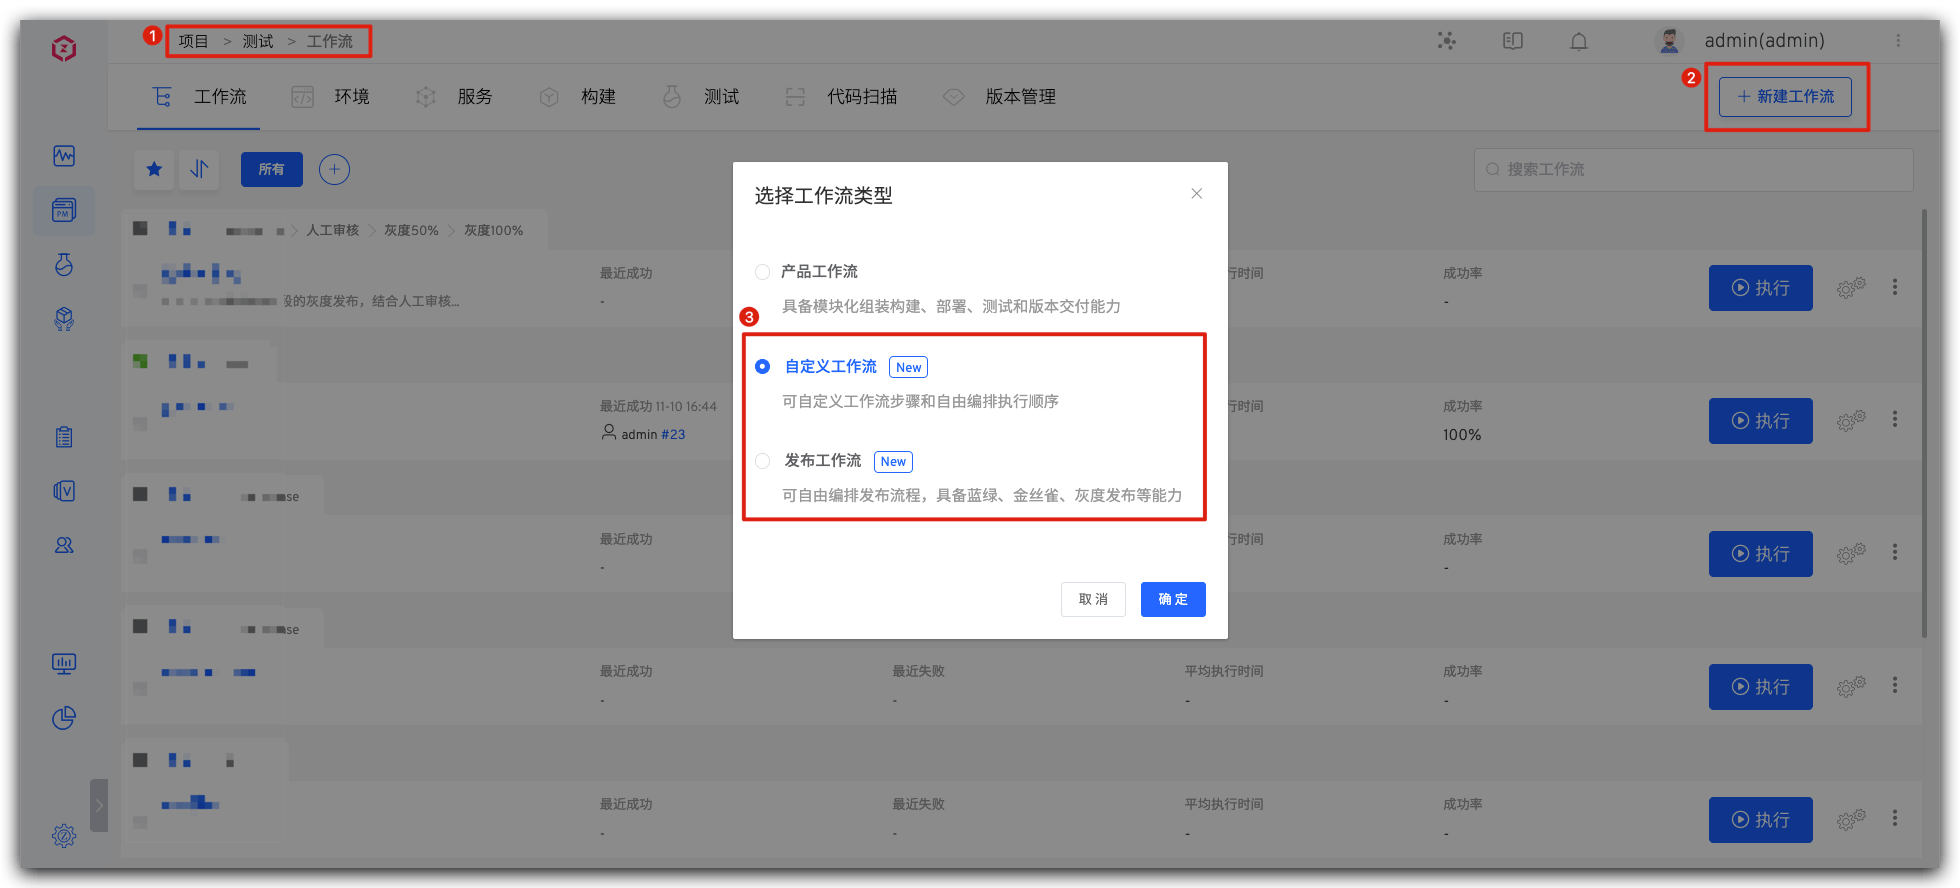 1 项目 > 测试 > 工作流
admin(admin)
工作流 环境 服务 构建 测试 代码扫描 版本管理
2 + 新建工作流
所有
搜索工作流
选择工作流类型
产品工作流
具备模块化组装构建、部署、测试和版本交付能力
3
自定义工作流 New
可自定义工作流步骤和自由编排执行顺序
发布工作流 New
可自由编排发布流程，具备蓝绿、金丝雀、灰度发布等能力
取消 确定
人工审核 灰度50% 灰度100%
的灰度发布，结合人工审核...
最近成功 行时间 成功率
- -
执行
最近成功 11-10 16:44 行时间 成功率
admin #23 100%
执行
最近成功 行时间 成功率
- -
执行
最近成功 最近失败 平均执行时间 成功率
- - - -
执行
最近成功 最近失败 平均执行时间 成功率
- - - -
执行
PM
V